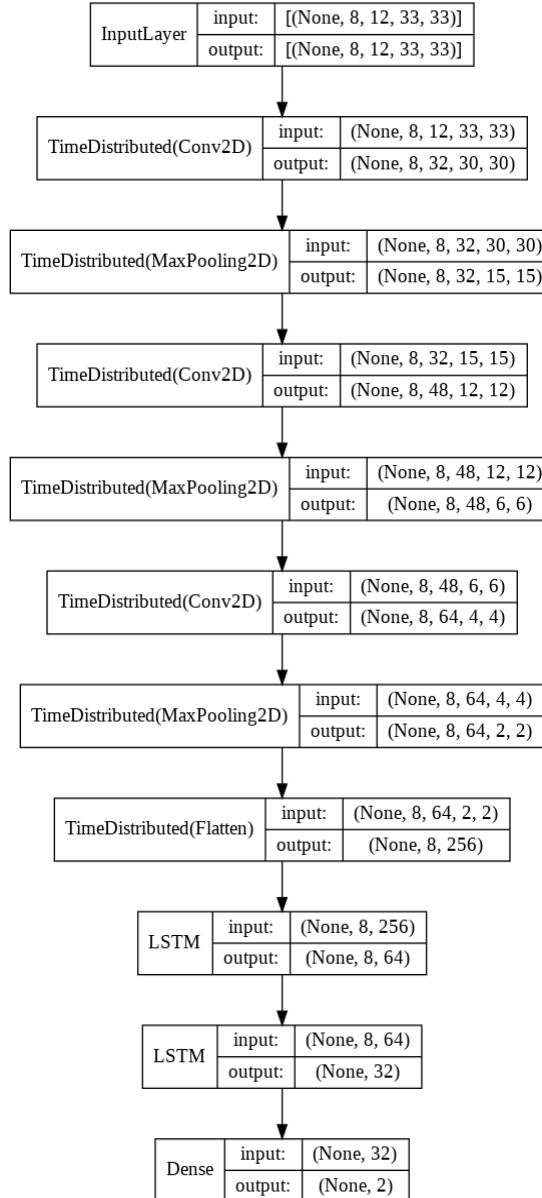 InputLayer
input: [(None, 8, 12, 33, 33)]
output: [(None, 8, 12, 33, 33)]
TimeDistributed(Conv2D)
input: (None, 8, 12, 33, 33)
output: (None, 8, 32, 30, 30)
TimeDistributed(MaxPooling2D)
input: (None, 8, 32, 30, 30)
output: (None, 8, 32, 15, 15)
TimeDistributed(Conv2D)
input: (None, 8, 32, 15, 15)
output: (None, 8, 48, 12, 12)
TimeDistributed(MaxPooling2D)
input: (None, 8, 48, 12, 12)
output: (None, 8, 48, 6, 6)
TimeDistributed(Conv2D)
input: (None, 8, 48, 6, 6)
output: (None, 8, 64, 4, 4)
TimeDistributed(MaxPooling2D)
input: (None, 8, 64, 4, 4)
output: (None, 8, 64, 2, 2)
TimeDistributed(Flatten)
input: (None, 8, 64, 2, 2)
output: (None, 8, 256)
LSTM
input: (None, 8, 256)
output: (None, 8, 64)
LSTM
input: (None, 8, 64)
output: (None, 32)
Dense
input: (None, 32)
output: (None, 2)